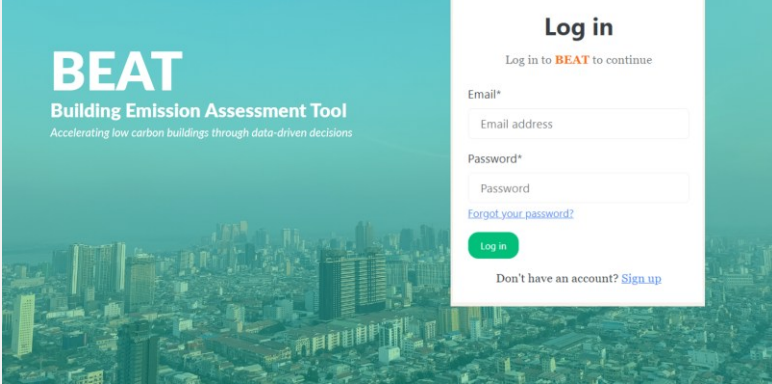 BEAT
Building Emission Assessment Tool
Accelerating low carbon buildings through data-driven decisions
Log in
Log in to BEAT to continue
Email*
Email address
Password*
Password
Forgot your password?
Log in
Don't have an account? Sign up